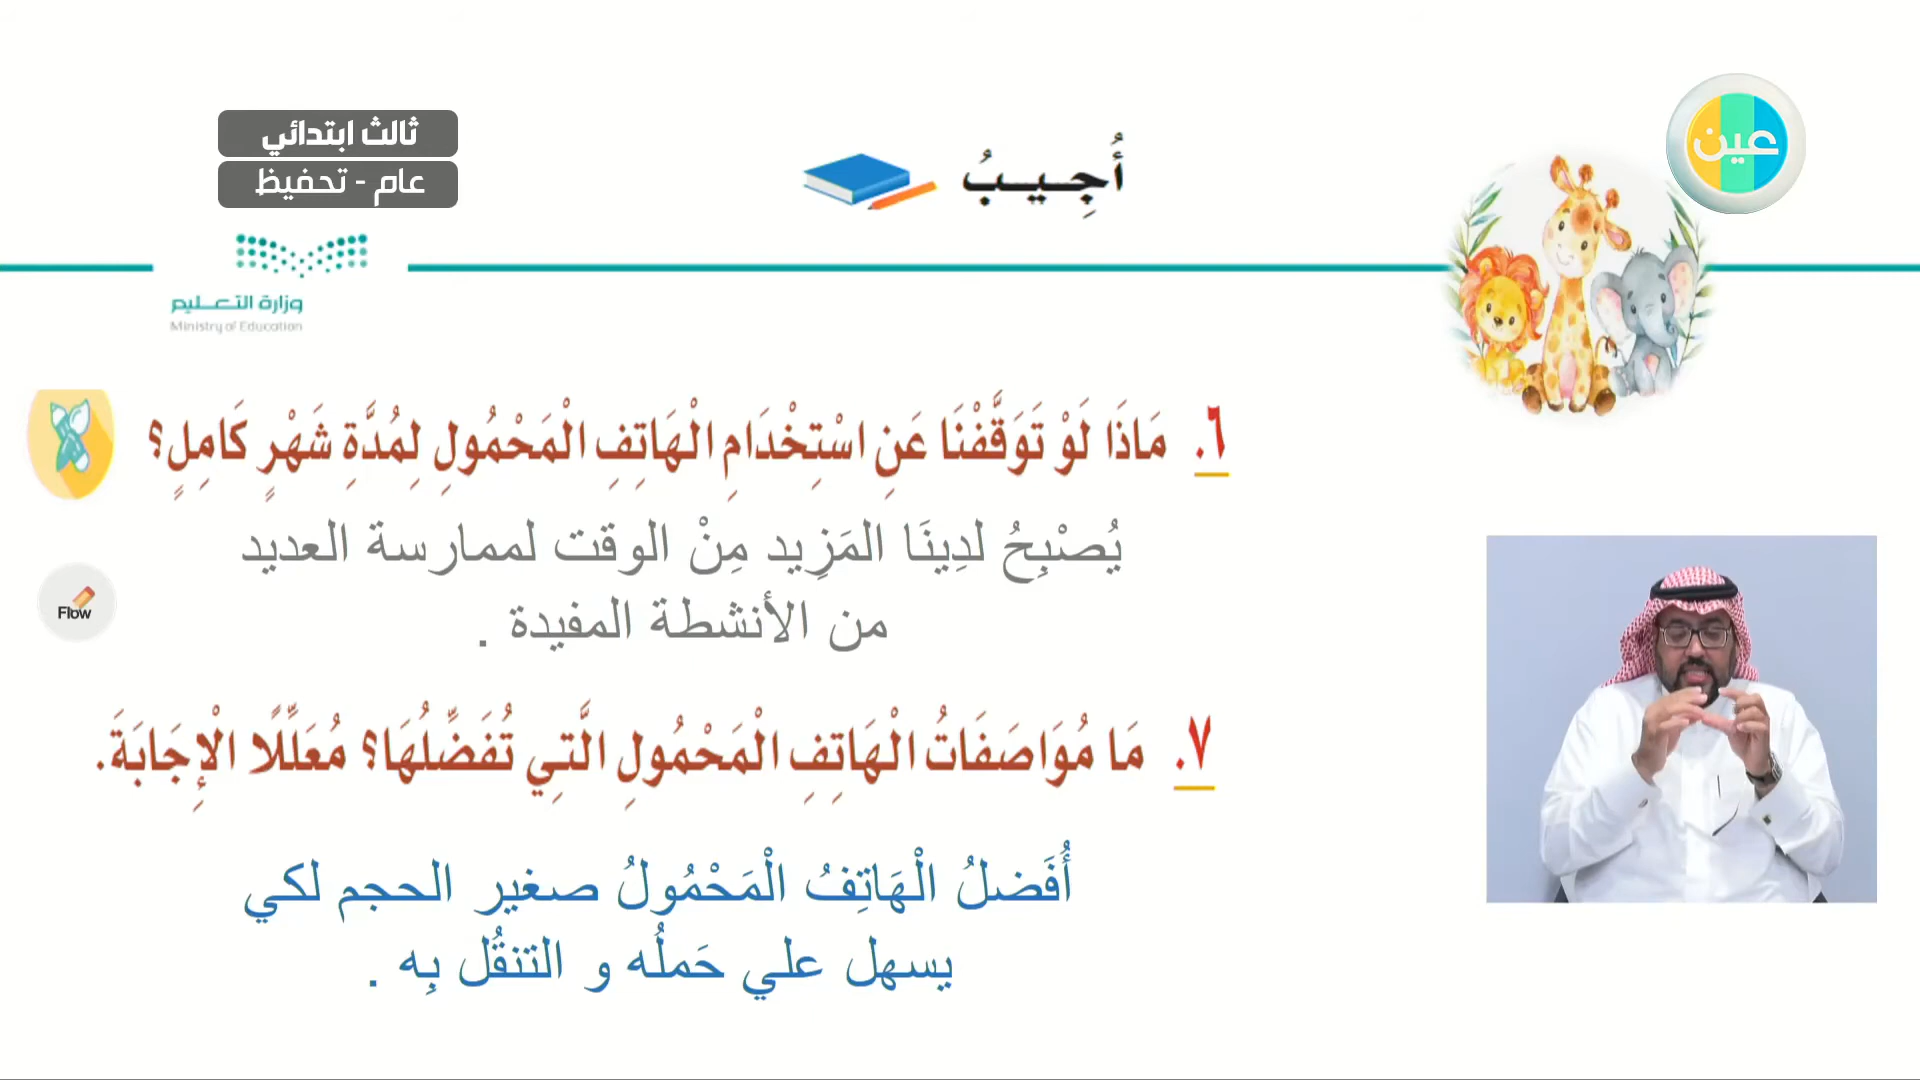 عين
ثالث ابتدائي
عام - تحفيظ
أُجِـيـبُ
وزارة التـعـليم
Ministry of Education
٦. مَاذَا لَوْ تَوَقَّفْنَا عَنِ اسْتِخْدَامِ الْهَاتِفِ الْمَحْمُولِ لِمُدَّةِ شَهْرٍ كَامِلٍ؟
يُصْبِحُ لدِينَا المَزِيد مِنْ الوقت لممارسة العديد
من الأنشطة المفيدة .
Flow
٧. مَا مُوَاصَفَاتُ الْهَاتِفِ الْمَحْمُولِ الَّتِي تُفَضِّلُهَا؟ مُعَلِّلًا الْإِجَابَةَ.
أُفَضلُ الْهَاتِفُ الْمَحْمُولُ صغير الحجم لكي
يسهل علي حَملُه و التنقُل بِه .